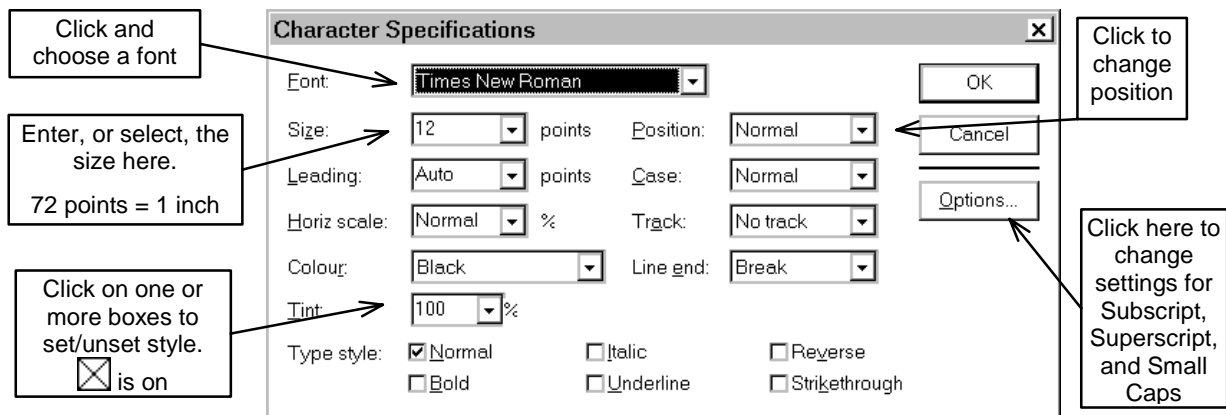 Click and
choose a font
Enter, or select, the
size here.
72 points = 1 inch
Click on one or
more boxes to
set/unset style.
is on
Character Specifications
Font: Times New Roman
Size: 12 points Position: Normal
Leading: Auto points Case: Normal
Horiz scale: Normal % Track: No track
Colour: Black Line end: Break
Tint: 100 %
Type style: Normal Italic Reverse
Bold Underline Strikethrough
OK
Cancel
Options...
Click to
change
position
Click here to
change
settings for
Subscript,
Superscript,
and Small
Caps